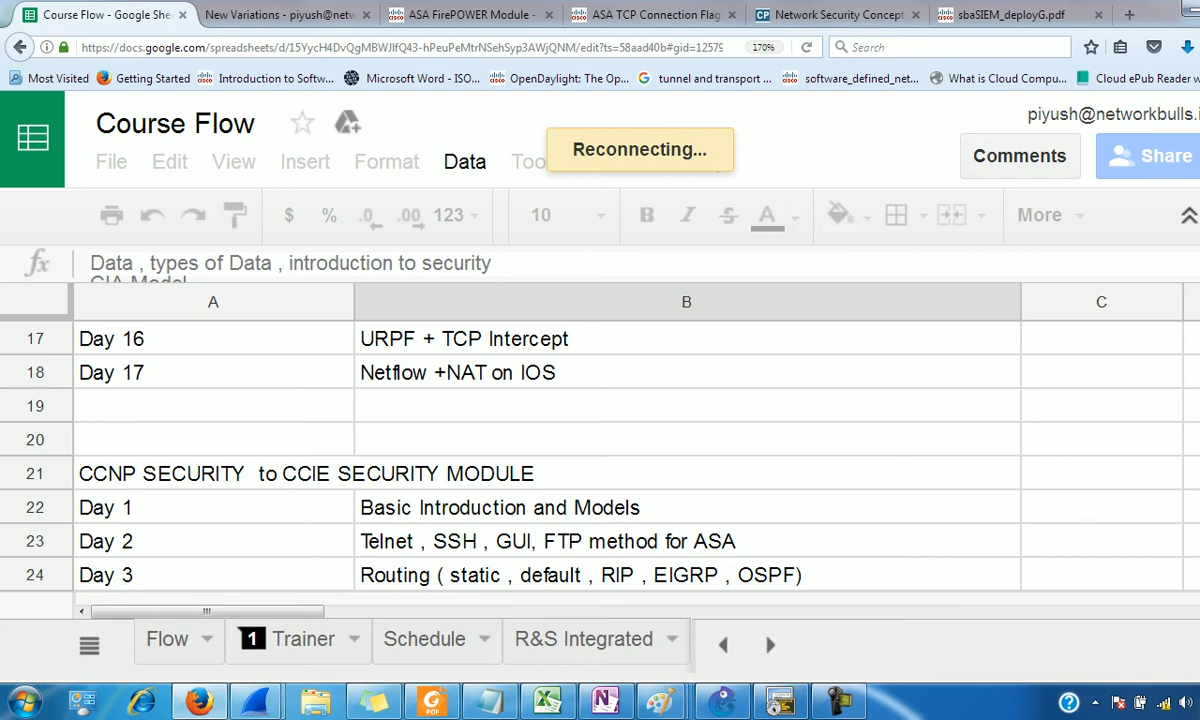 Course Flow - Google She
New Variations - piyush@netw
ASA FirePOWER Module -
ASA TCP Connection Flag
Network Security Concept
sbaSIEM_deployG.pdf
https://docs.google.com/spreadsheets/d/15YycH4DvQgMBWJIfQ43-hPeuPeMtrNSehSyp3AWjQNM/edit?ts=58aad40b#gid=12579
170%
Search
Most Visited
Getting Started
Introduction to Softw...
Microsoft Word - ISO...
OpenDaylight: The Op...
tunnel and transport ...
software_defined_net...
What is Cloud Compu...
Cloud ePub Reader w
Course Flow
piyush@networkbulls.i
File Edit View Insert Format Data Too
Reconnecting...
Comments
Share
$ % .0 .00 123 10 B I S A More
fx Data , types of Data , introduction to security
CIA Model
A B C
17 Day 16 URPF + TCP Intercept
18 Day 17 Netflow +NAT on IOS
19
20
21 CCNP SECURITY to CCIE SECURITY MODULE
22 Day 1 Basic Introduction and Models
23 Day 2 Telnet , SSH , GUI, FTP method for ASA
24 Day 3 Routing ( static , default , RIP , EIGRP , OSPF)
Flow 1 Trainer Schedule R&S Integrated